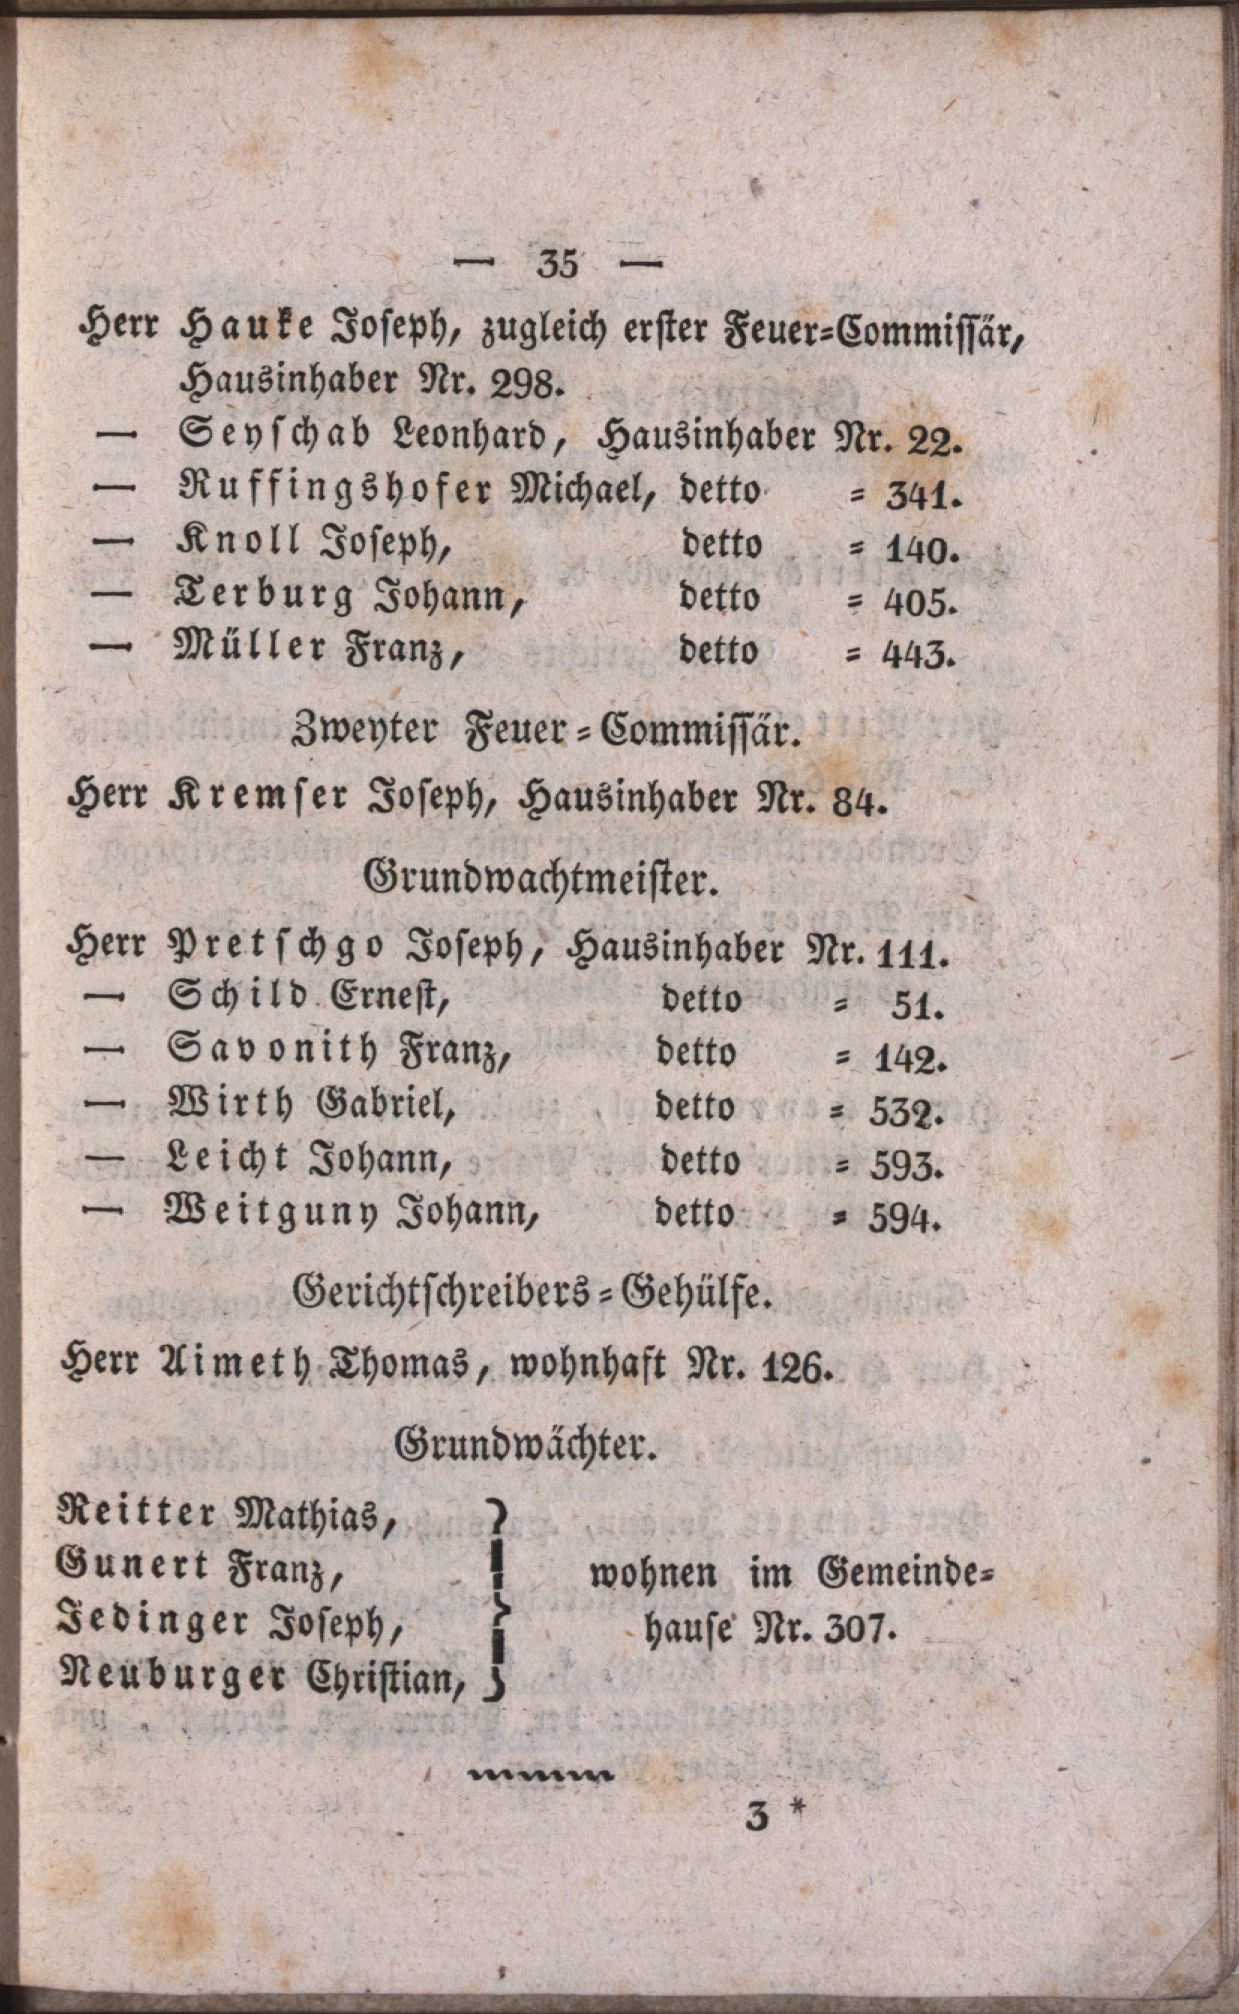 — 35 —
Herr Hauke Joseph, zugleich erster Feuer=Commissär,
Hausinhaber Nr. 298.
— Seyschab Leonhard, Hausinhaber Nr. 22.
— Ruffingshofer Michael, detto = 341.
— Knoll Joseph, detto = 140.
— Terburg Johann, detto = 405.
— Müller Franz, detto = 443.
Zweyter Feuer=Commissär.
Herr Kremser Joseph, Hausinhaber Nr. 84.
Grundwachtmeister.
Herr Pretschgo Joseph, Hausinhaber Nr. 111.
— Schild Ernest, detto = 51.
— Savonith Franz, detto = 142.
— Wirth Gabriel, detto = 532.
— Leicht Johann, detto = 593.
— Weitguny Johann, detto = 594.
Gerichtschreibers=Gehülfe.
Herr Aimeth Thomas, wohnhaft Nr. 126.
Grundwächter.
Reitter Mathias,
Gunert Franz,
Jedinger Joseph,
Neuburger Christian,
wohnen im Gemeinde=
hause Nr. 307.
3 *